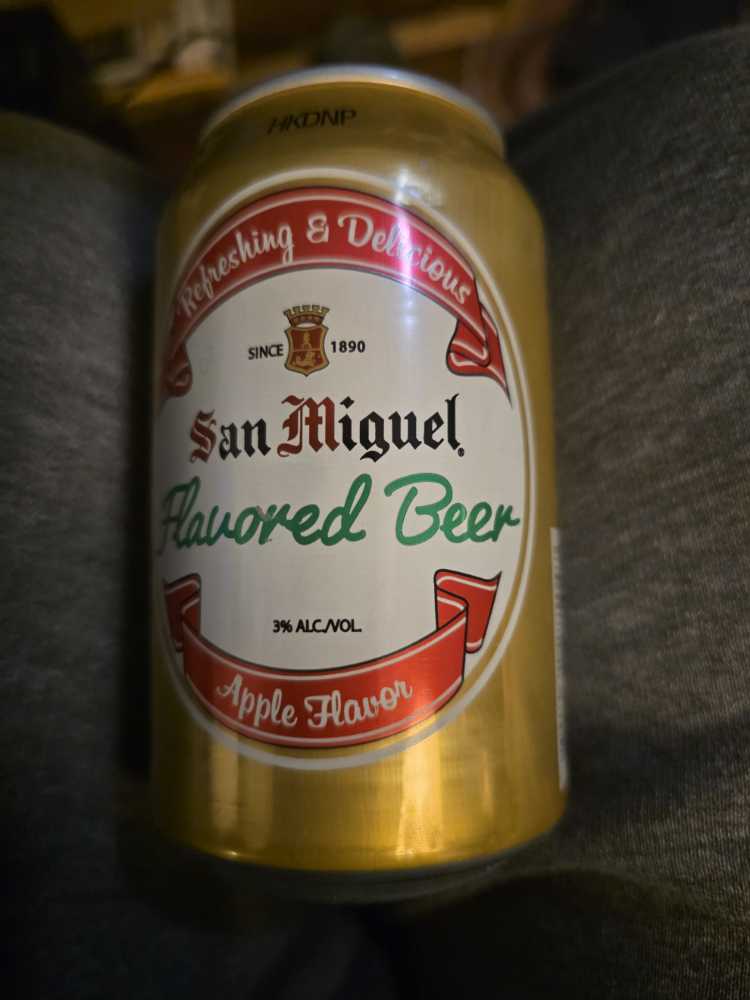 HKDNP
Refreshing & Delicious
SINCE 1890
San Miguel
Flavored Beer
3% ALC./VOL.
Apple Flavor